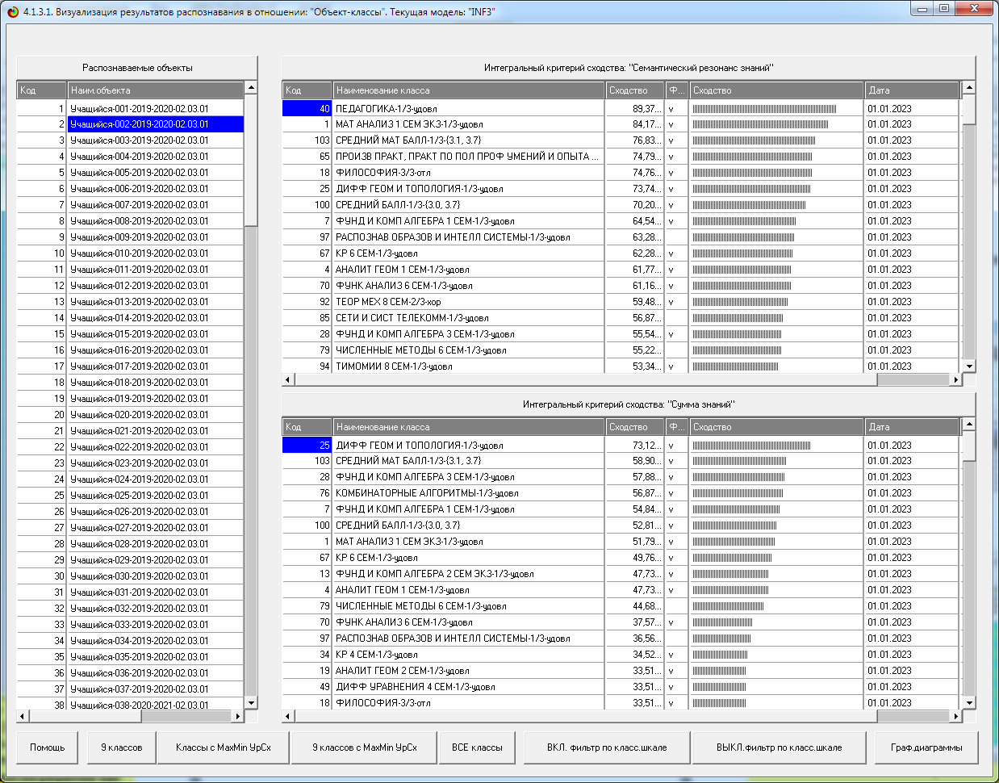 4.1.3.1. Визуализация результатов распознавания в отношении: "Объект-классы". Текущая модель: "INF3"
Распознаваемые объекты
Код Наим.объекта
1 Учащийся-001-2019-2020-02.03.01
2 Учащийся-002-2019-2020-02.03.01
3 Учащийся-003-2019-2020-02.03.01
4 Учащийся-004-2019-2020-02.03.01
5 Учащийся-005-2019-2020-02.03.01
6 Учащийся-006-2019-2020-02.03.01
7 Учащийся-007-2019-2020-02.03.01
8 Учащийся-008-2019-2020-02.03.01
9 Учащийся-009-2019-2020-02.03.01
10 Учащийся-010-2019-2020-02.03.01
11 Учащийся-011-2019-2020-02.03.01
12 Учащийся-012-2019-2020-02.03.01
13 Учащийся-013-2019-2020-02.03.01
14 Учащийся-014-2019-2020-02.03.01
15 Учащийся-015-2019-2020-02.03.01
16 Учащийся-016-2019-2020-02.03.01
17 Учащийся-017-2019-2020-02.03.01
18 Учащийся-018-2019-2020-02.03.01
19 Учащийся-019-2019-2020-02.03.01
20 Учащийся-020-2019-2020-02.03.01
21 Учащийся-021-2019-2020-02.03.01
22 Учащийся-022-2019-2020-02.03.01
23 Учащийся-023-2019-2020-02.03.01
24 Учащийся-024-2019-2020-02.03.01
25 Учащийся-025-2019-2020-02.03.01
26 Учащийся-026-2019-2020-02.03.01
27 Учащийся-027-2019-2020-02.03.01
28 Учащийся-028-2019-2020-02.03.01
29 Учащийся-029-2019-2020-02.03.01
30 Учащийся-030-2019-2020-02.03.01
31 Учащийся-031-2019-2020-02.03.01
32 Учащийся-032-2019-2020-02.03.01
33 Учащийся-033-2019-2020-02.03.01
34 Учащийся-034-2019-2020-02.03.01
35 Учащийся-035-2019-2020-02.03.01
36 Учащийся-036-2019-2020-02.03.01
37 Учащийся-037-2019-2020-02.03.01
38 Учащийся-038-2020-2021-02.03.01
Интегральный критерий сходства: "Семантический резонанс знаний"
Код Наименование класса Сходство Ф... Сходство Дата
40 ПЕДАГОГИКА-1/3-удовл 89,37... v 01.01.2023
1 МАТ АНАЛИЗ 1 СЕМ ЭКЗ-1/3-удовл 84,17... v 01.01.2023
103 СРЕДНИЙ МАТ БАЛЛ-1/3-{3.1, 3.7} 76,83... v 01.01.2023
65 ПРОИЗВ ПРАКТ, ПРАКТ ПО ПОЛ ПРОФ УМЕНИЙ И ОПЫТА ... 74,79... v 01.01.2023
18 ФИЛОСОФИЯ-3/3-отл 74,76... v 01.01.2023
25 ДИФФ ГЕОМ И ТОПОЛОГИЯ-1/3-удовл 73,74... v 01.01.2023
100 СРЕДНИЙ БАЛЛ-1/3-{3.0, 3.7} 70,20... v 01.01.2023
7 ФУНД И КОМП АЛГЕБРА 1 СЕМ-1/3-удовл 64,54... v 01.01.2023
97 РАСПОЗНАВ ОБРАЗОВ И ИНТЕЛЛ СИСТЕМЫ-1/3-удовл 63,28... 01.01.2023
67 КР 6 СЕМ-1/3-удовл 62,28... v 01.01.2023
4 АНАЛИТ ГЕОМ 1 СЕМ-1/3-удовл 61,77... v 01.01.2023
70 ФУНК АНАЛИЗ 6 СЕМ-1/3-удовл 61,16... v 01.01.2023
92 ТЕОР МЕХ 8 СЕМ-2/3-хор 59,48... v 01.01.2023
85 СЕТИ И СИСТ ТЕЛЕКОММ-1/3-удовл 56,87... 01.01.2023
28 ФУНД И КОМП АЛГЕБРА 3 СЕМ-1/3-удовл 55,54... v 01.01.2023
79 ЧИСЛЕННЫЕ МЕТОДЫ 6 СЕМ-1/3-удовл 55,22... 01.01.2023
94 ТИМОМИИ 8 СЕМ-1/3-удовл 53,34... v 01.01.2023
Интегральный критерий сходства: "Сумма знаний"
Код Наименование класса Сходство Ф... Сходство Дата
25 ДИФФ ГЕОМ И ТОПОЛОГИЯ-1/3-удовл 73,12... v 01.01.2023
103 СРЕДНИЙ МАТ БАЛЛ-1/3-{3.1, 3.7} 58,90... v 01.01.2023
28 ФУНД И КОМП АЛГЕБРА 3 СЕМ-1/3-удовл 57,88... v 01.01.2023
76 КОМБИНАТОРНЫЕ АЛГОРИТМЫ-1/3-удовл 56,87... v 01.01.2023
7 ФУНД И КОМП АЛГЕБРА 1 СЕМ-1/3-удовл 54,84... v 01.01.2023
100 СРЕДНИЙ БАЛЛ-1/3-{3.0, 3.7} 52,81... v 01.01.2023
1 МАТ АНАЛИЗ 1 СЕМ ЭКЗ-1/3-удовл 51,79... v 01.01.2023
67 КР 6 СЕМ-1/3-удовл 49,76... v 01.01.2023
13 ФУНД И КОМП АЛГЕБРА 2 СЕМ ЭКЗ-1/3-удовл 47,73... v 01.01.2023
4 АНАЛИТ ГЕОМ 1 СЕМ-1/3-удовл 47,73... v 01.01.2023
79 ЧИСЛЕННЫЕ МЕТОДЫ 6 СЕМ-1/3-удовл 44,68... 01.01.2023
70 ФУНК АНАЛИЗ 6 СЕМ-1/3-удовл 37,57... v 01.01.2023
97 РАСПОЗНАВ ОБРАЗОВ И ИНТЕЛЛ СИСТЕМЫ-1/3-удовл 36,56... 01.01.2023
34 КР 4 СЕМ-1/3-удовл 34,52... v 01.01.2023
19 АНАЛИТ ГЕОМ 2 СЕМ-1/3-удовл 33,51... v 01.01.2023
49 ДИФФ УРАВНЕНИЯ 4 СЕМ-1/3-удовл 33,51... v 01.01.2023
18 ФИЛОСОФИЯ-3/3-отл 33,51... v 01.01.2023
Помощь 9 классов Классы с MaxMin УрСх 9 классов с MaxMin УрСх ВСЕ классы ВКЛ. фильтр по класс.шкале ВЫКЛ.фильтр по класс.шкале Граф.диаграммы